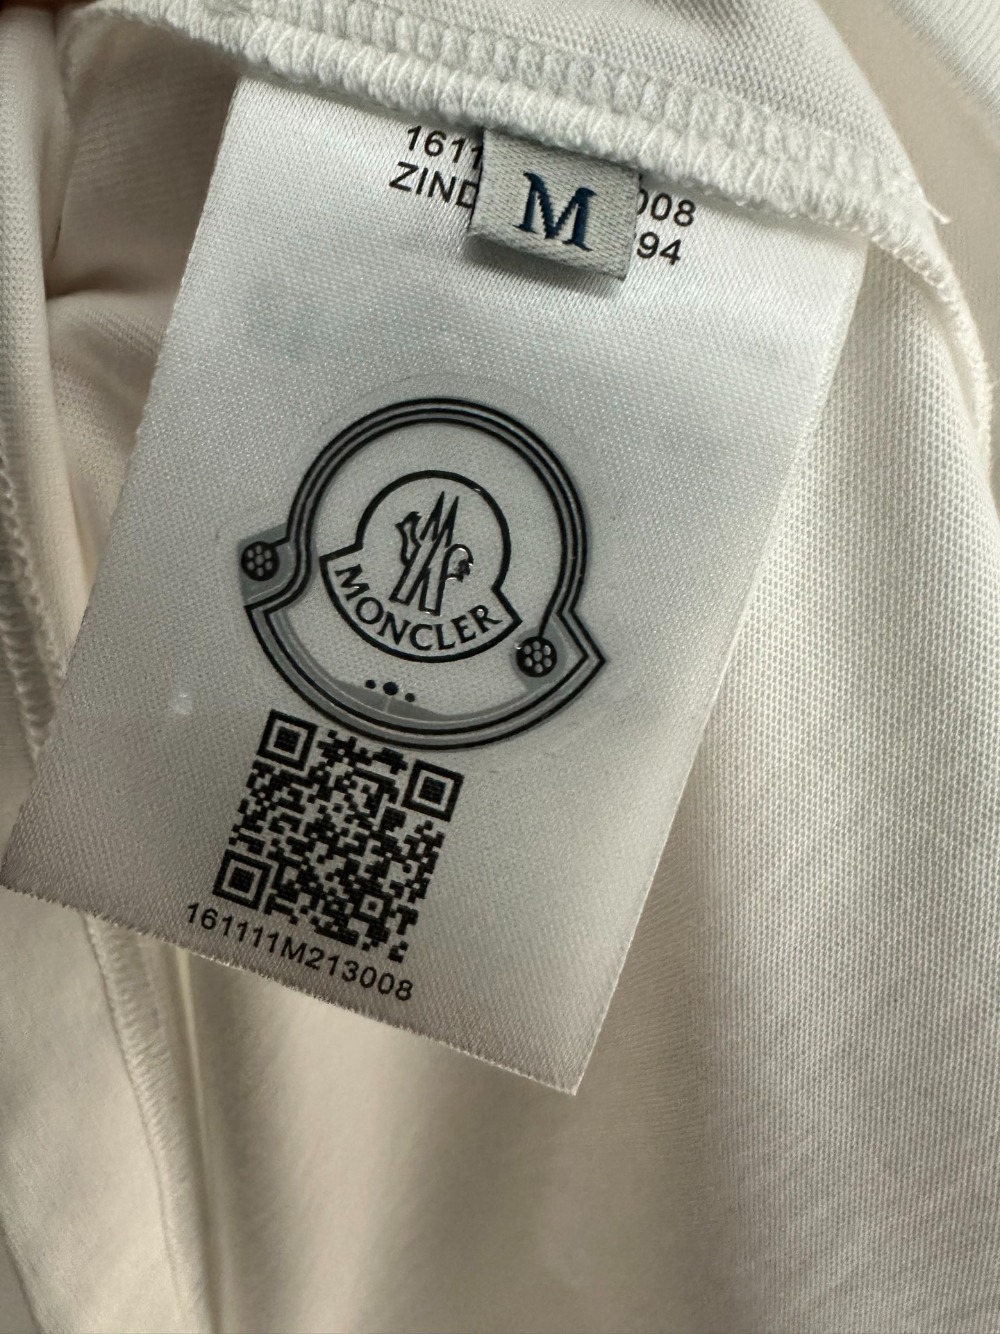 1611
008
ZIND
94
M
MONCLER
161111M213008